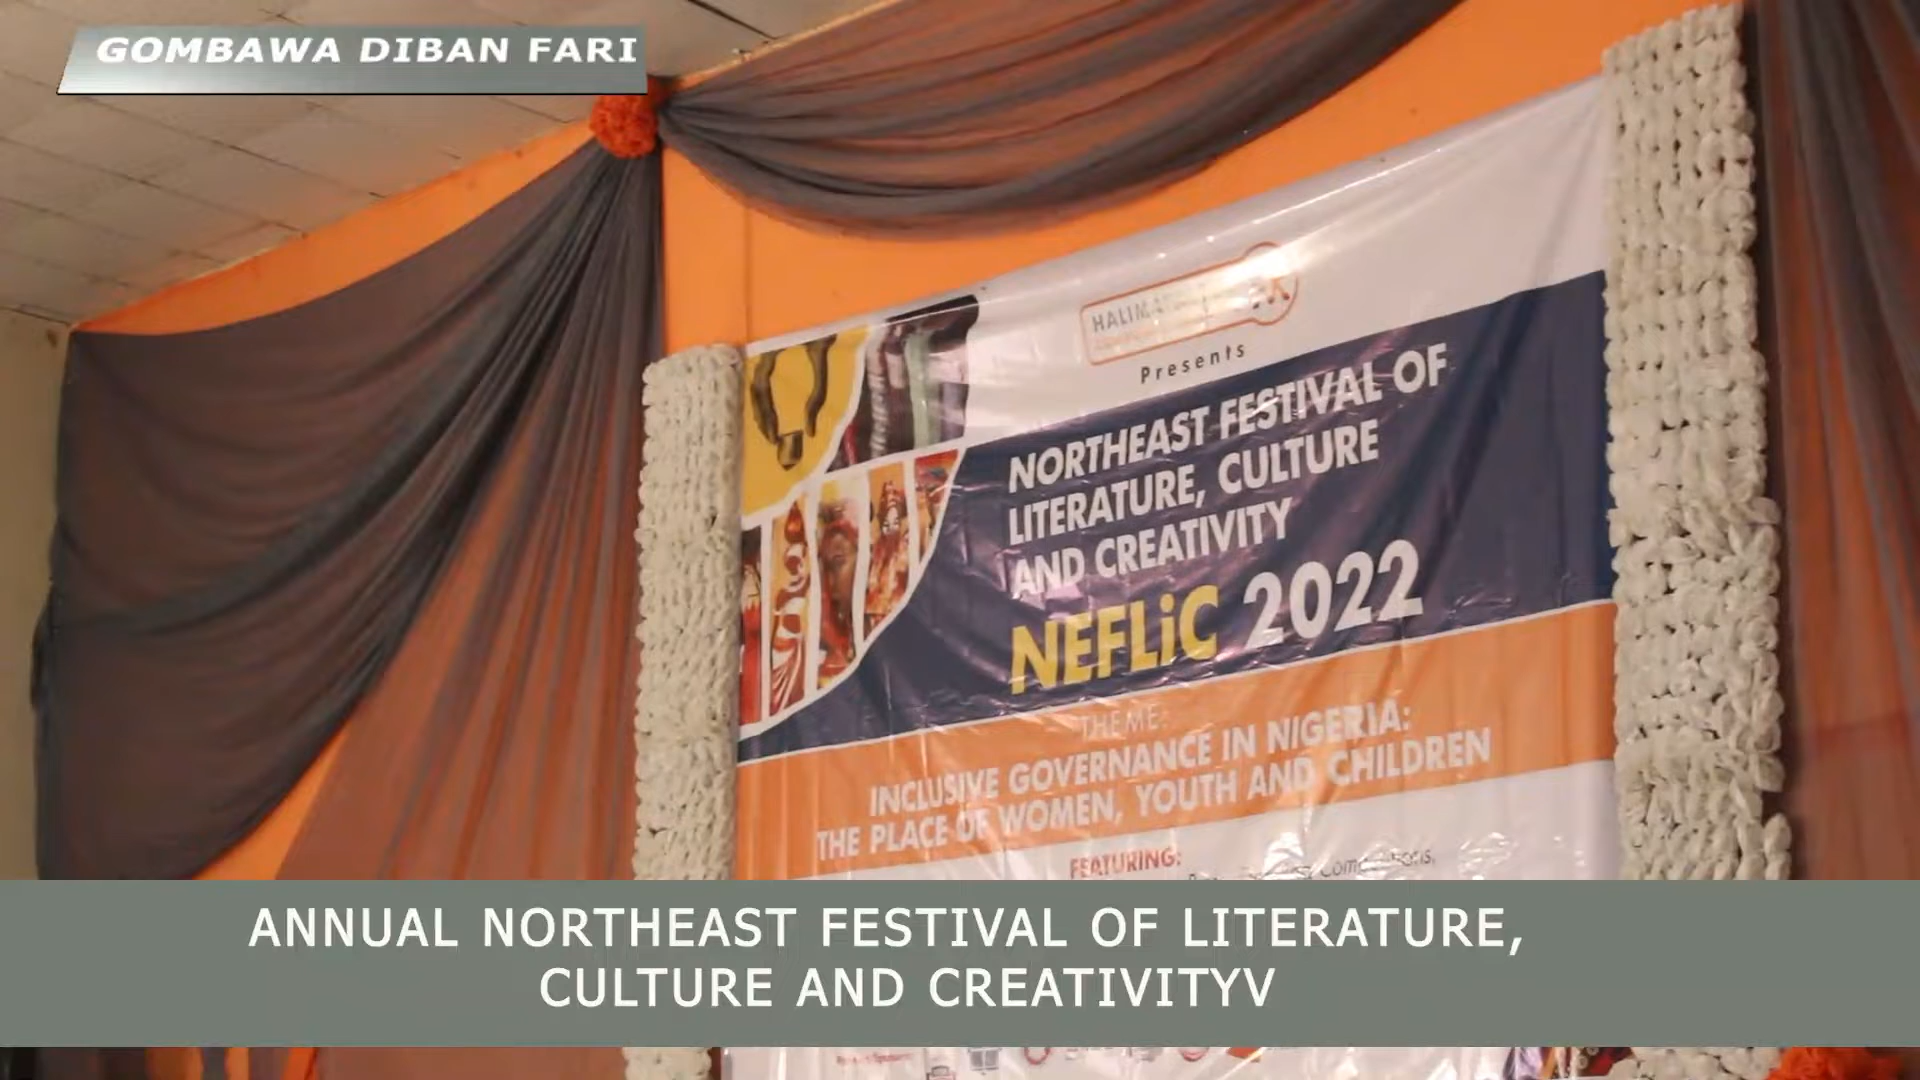 GOMBAWA DIBAN FARI
Presents
NORTHEAST FESTIVAL OF
LITERATURE, CULTURE
AND CREATIVITY
NEFLiC 2022
THEME:
INCLUSIVE GOVERNANCE IN NIGERIA:
THE PLACE OF WOMEN, YOUTH AND CHILDREN
FEATURING:
ANNUAL NORTHEAST FESTIVAL OF LITERATURE,
CULTURE AND CREATIVITYV